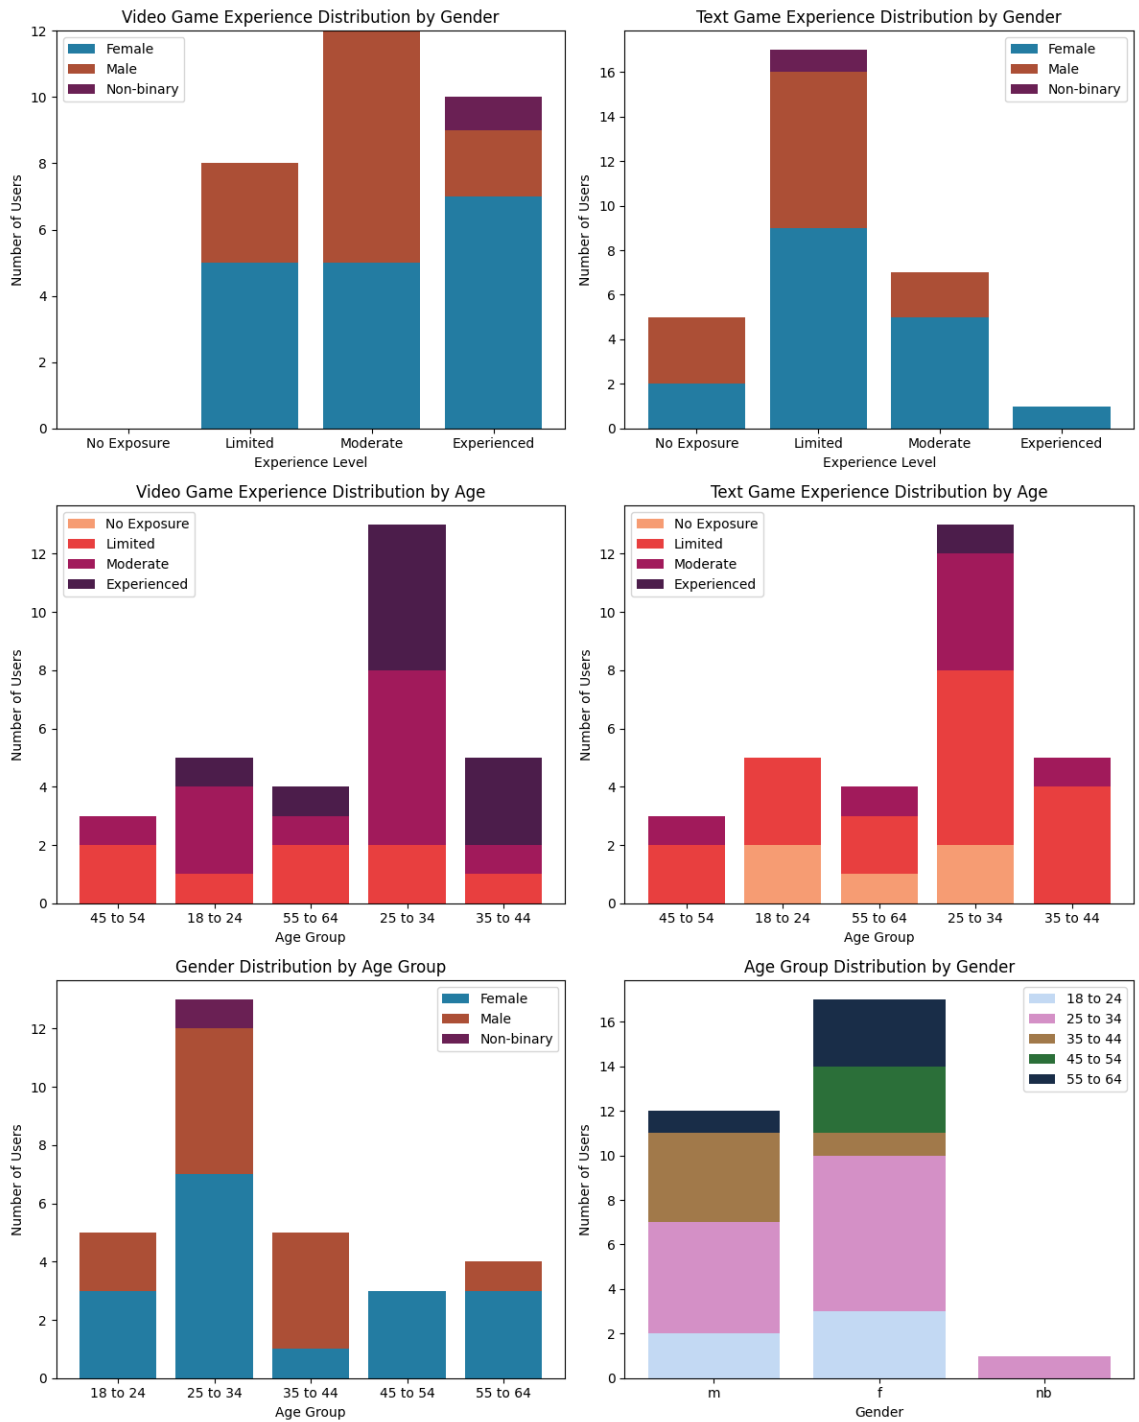 Video Game Experience Distribution by Gender
12
10
8
6
4
2
0
Number of Users
Female
Male
Non-binary
No Exposure
Limited
Moderate
Experienced
Experience Level
Text Game Experience Distribution by Gender
16
14
12
10
8
6
4
2
0
Number of Users
Female
Male
Non-binary
No Exposure
Limited
Moderate
Experienced
Experience Level
Video Game Experience Distribution by Age
12
10
8
6
4
2
0
Number of Users
No Exposure
Limited
Moderate
Experienced
45 to 54
18 to 24
55 to 64
25 to 34
35 to 44
Age Group
Text Game Experience Distribution by Age
12
10
8
6
4
2
0
Number of Users
No Exposure
Limited
Moderate
Experienced
45 to 54
18 to 24
55 to 64
25 to 34
35 to 44
Age Group
Gender Distribution by Age Group
12
10
8
6
4
2
0
Number of Users
Female
Male
Non-binary
18 to 24
25 to 34
35 to 44
45 to 54
55 to 64
Age Group
Age Group Distribution by Gender
16
14
12
10
8
6
4
2
0
Number of Users
18 to 24
25 to 34
35 to 44
45 to 54
55 to 64
m
f
nb
Gender